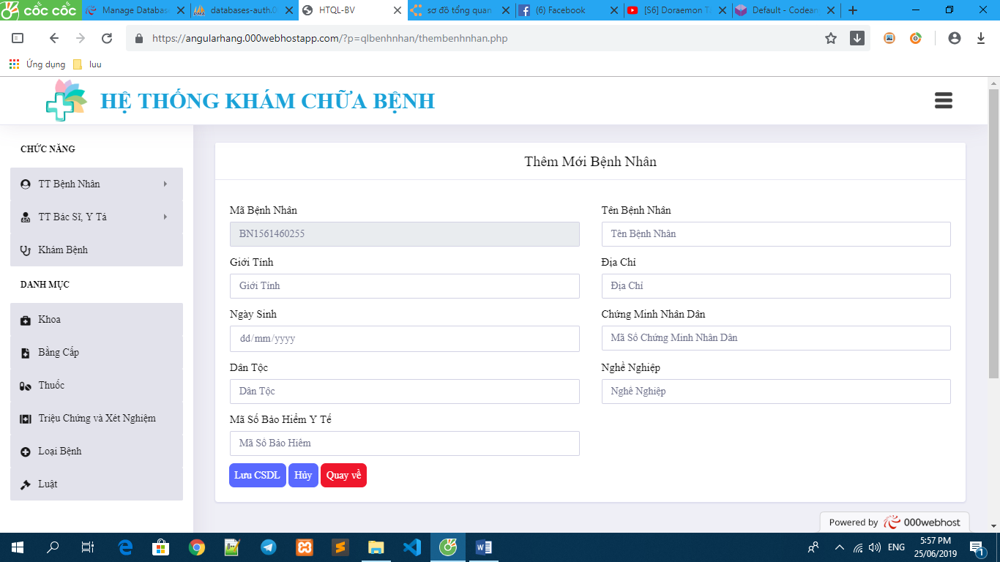 cốc cốc
Manage Databas
databases-auth.0
HTQL-BV
sơ đồ tổng quan
(6) Facebook
[S6] Doraemon T
Default - Codean
https://angularhang.000webhostapp.com/?p=qlbenhnhan/thembenhnhan.php
Ứng dụng
luu
HỆ THỐNG KHÁM CHỮA BỆNH
CHỨC NĂNG
TT Bệnh Nhân
TT Bác Sĩ, Y Tá
Khám Bệnh
DANH MỤC
Khoa
Bằng Cấp
Thuốc
Triệu Chứng và Xét Nghiệm
Loại Bệnh
Luật
Thêm Mới Bệnh Nhân
Mã Bệnh Nhân
BN1561460255
Tên Bệnh Nhân
Tên Bệnh Nhân
Giới Tính
Giới Tính
Địa Chỉ
Địa Chỉ
Ngày Sinh
dd/mm/yyyy
Chứng Minh Nhân Dân
Mã Số Chứng Minh Nhân Dân
Dân Tộc
Dân Tộc
Nghề Nghiệp
Nghề Nghiệp
Mã Số Bảo Hiểm Y Tế
Mã Số Bảo Hiểm
Lưu CSDL
Hủy
Quay về
Powered by 000webhost
ENG
5:57 PM
25/06/2019
1